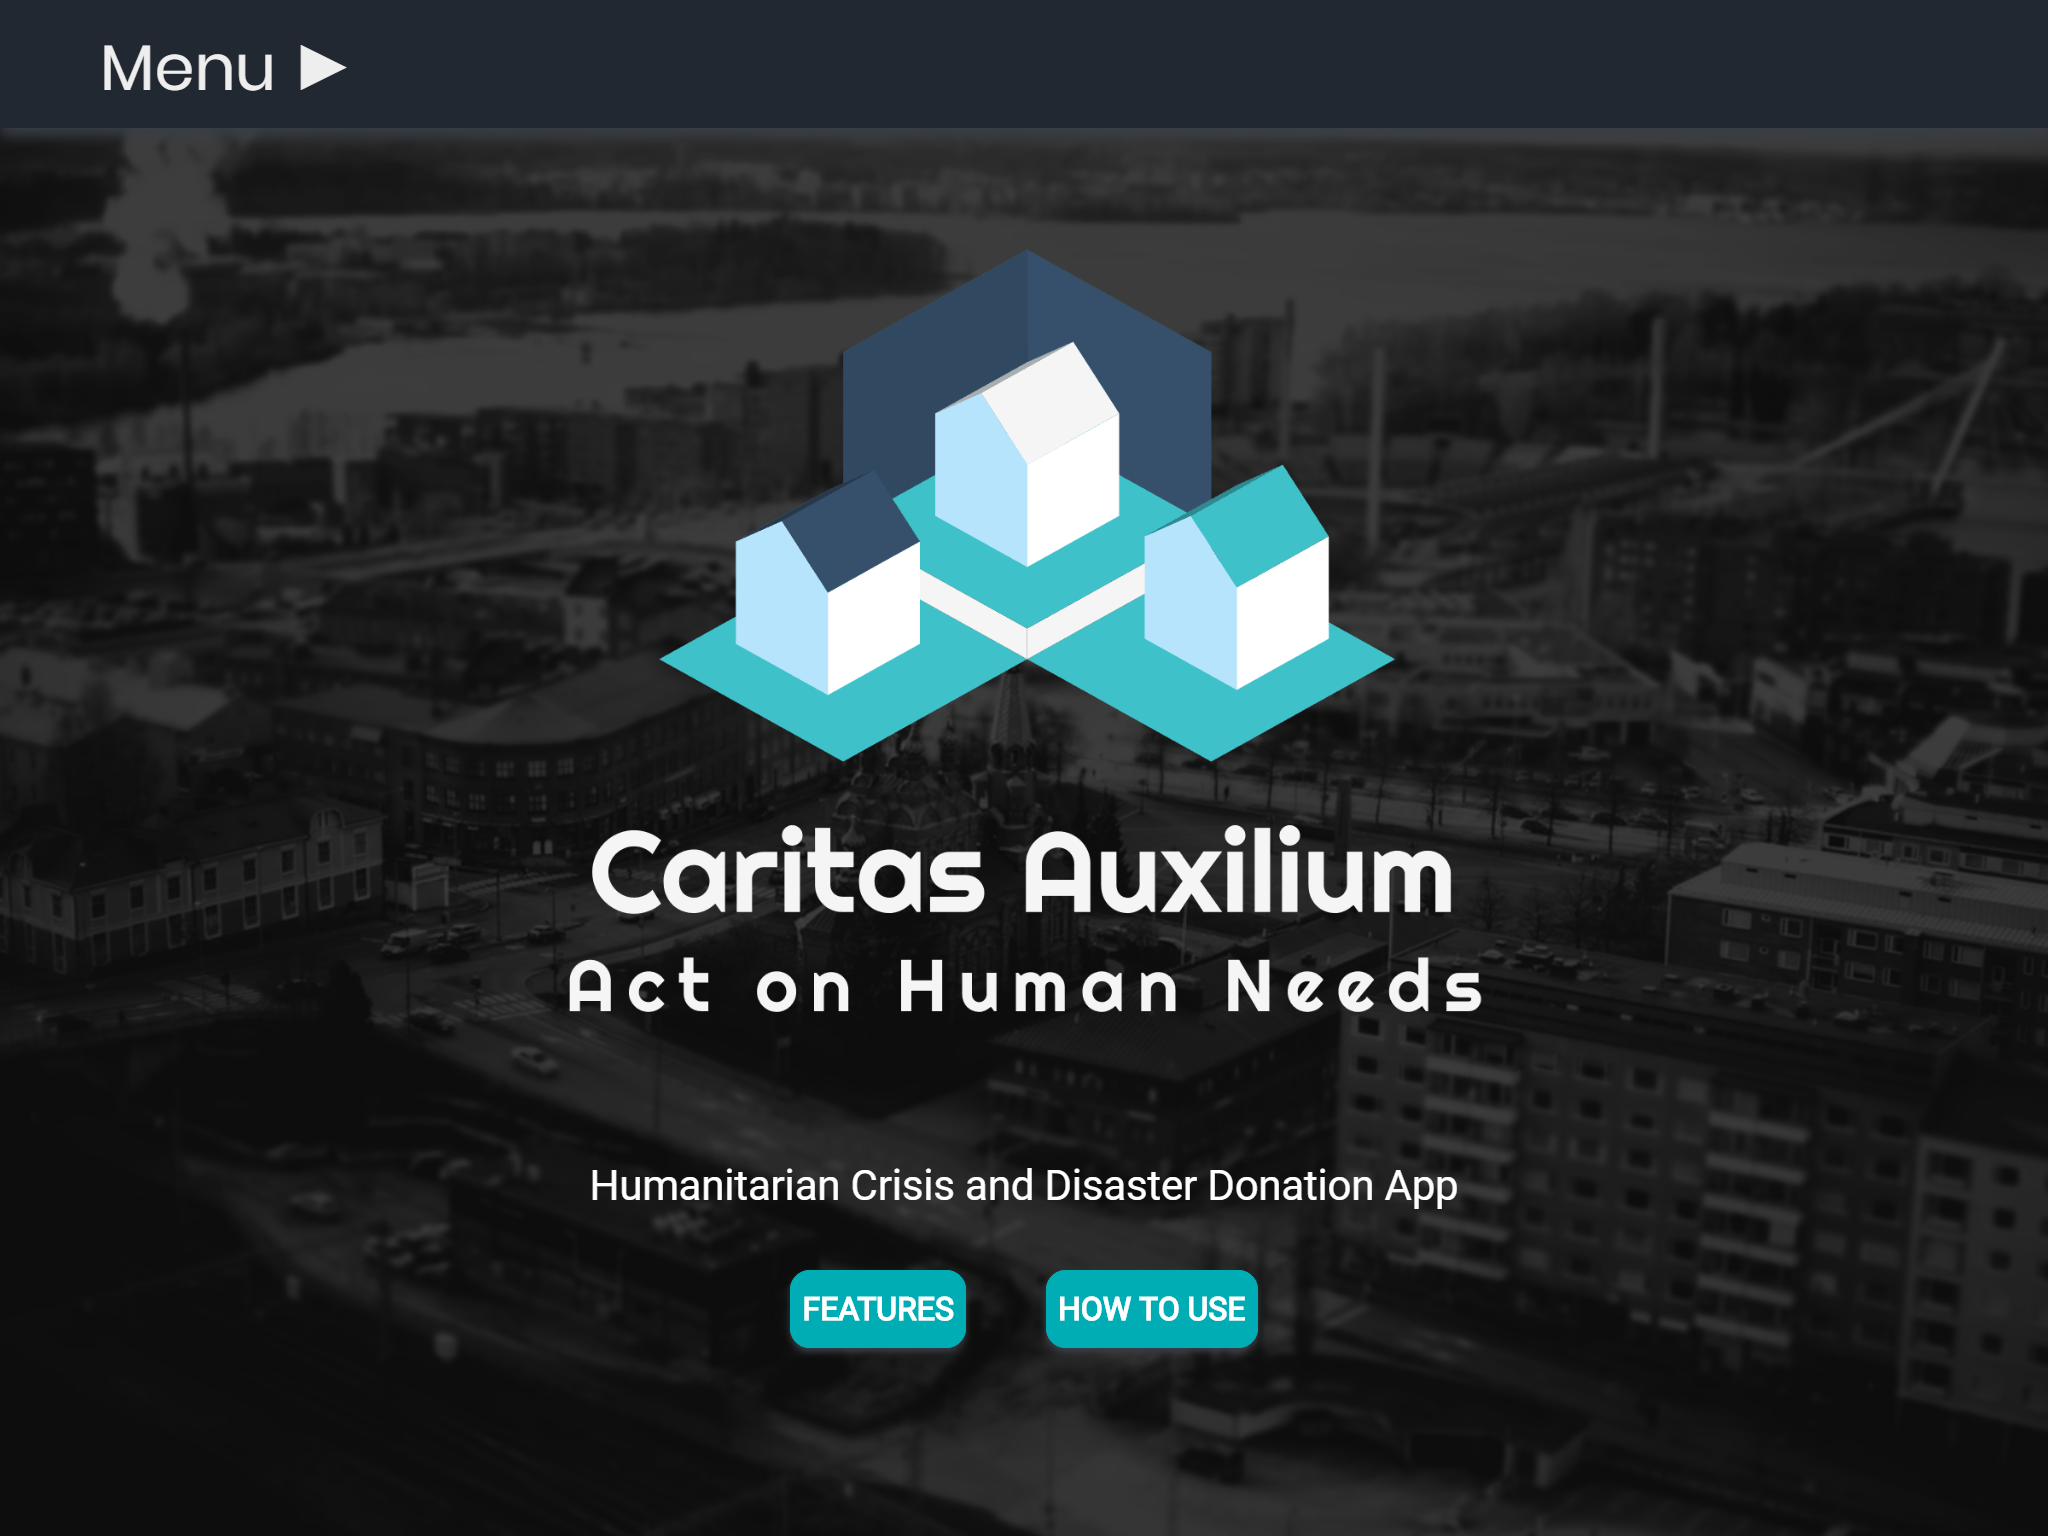 Menu ▶
Caritas Auxilium
Act on Human Needs
Humanitarian Crisis and Disaster Donation App
FEATURES
HOW TO USE